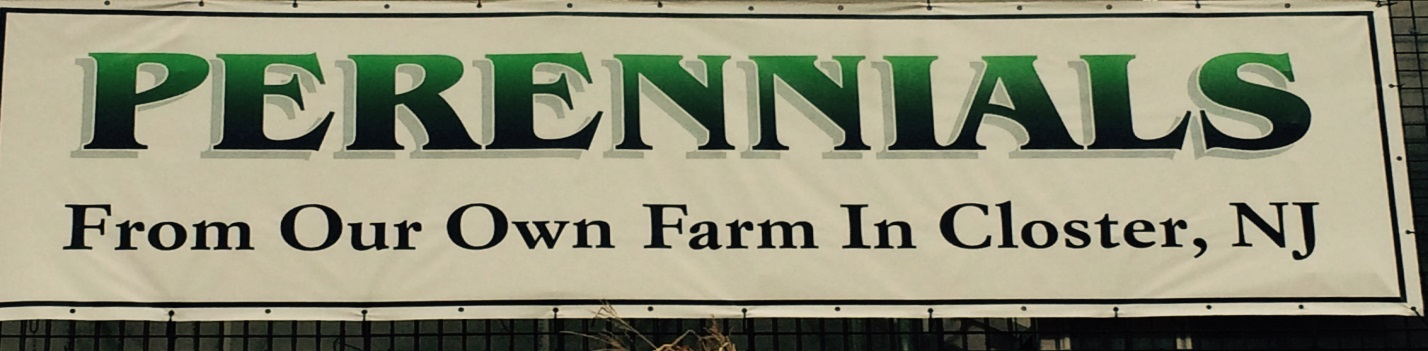 PERENNIALS
From Our Own Farm In Closter, NJ